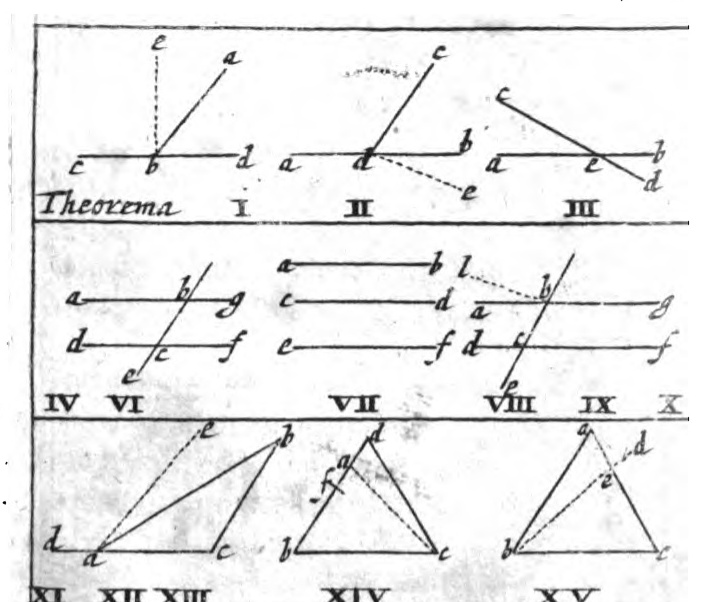 e a c
c b d a d b
e
c
a e b
d
Theorema I II III
a b l
a b g c d a b g
d c f e f d c f
e e
IV VI VII VIII IX X
e b d a
a d
f e
d a c b c b c
XI XII XIII XIV XV